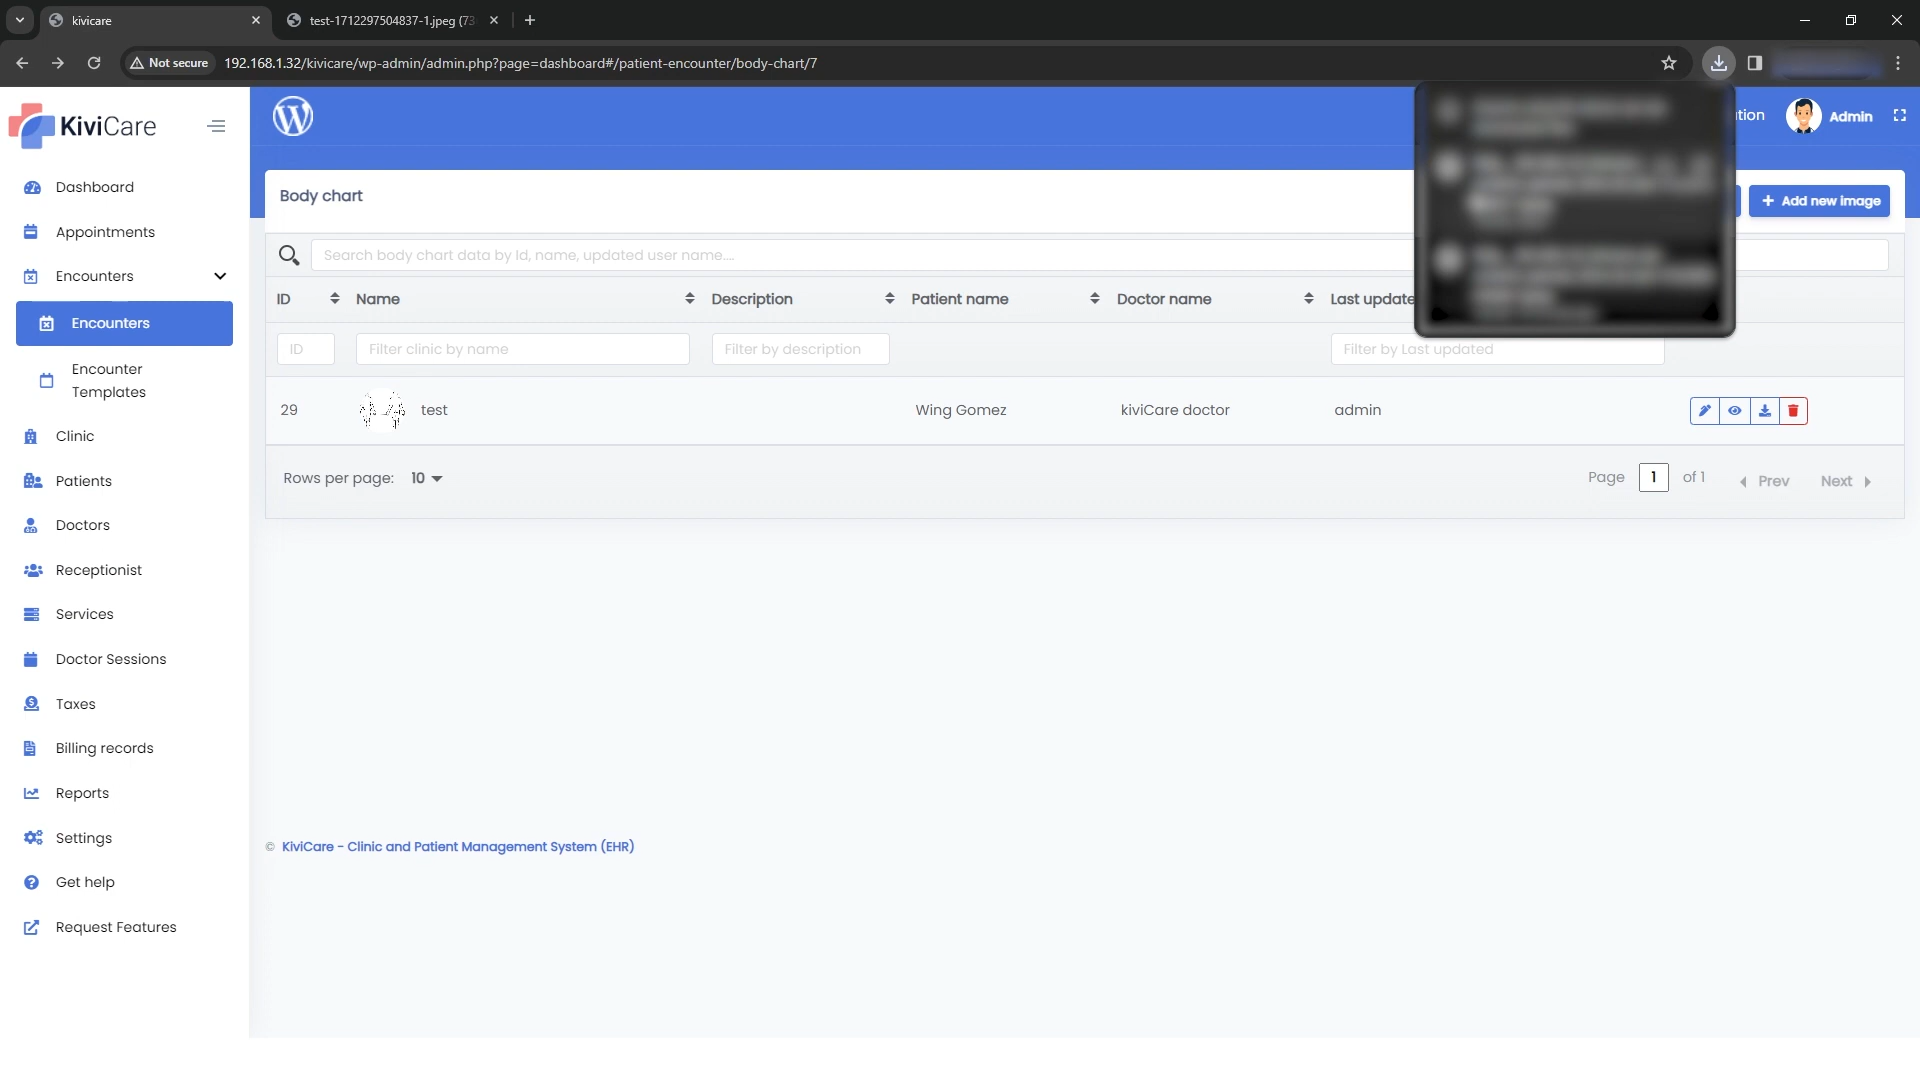 kivicare
test-1712297504837-1.jpeg (73
Not secure
192.168.1.32/kivicare/wp-admin/admin.php?page=dashboard#/patient-encounter/body-chart/7
KiviCare
tion
Admin
Dashboard
Appointments
Encounters
Encounters
Encounter
Templates
Clinic
Patients
Doctors
Receptionist
Services
Doctor Sessions
Taxes
Billing records
Reports
Settings
Get help
Request Features
Body chart
+ Add new image
Search body chart data by Id, name, updated user name....
ID Name Description Patient name Doctor name Last update
ID Filter clinic by name Filter by description Filter by Last updated
29 test Wing Gomez kiviCare doctor admin
Rows per page: 10 Page 1 of 1 Prev Next
© KiviCare - Clinic and Patient Management System (EHR)